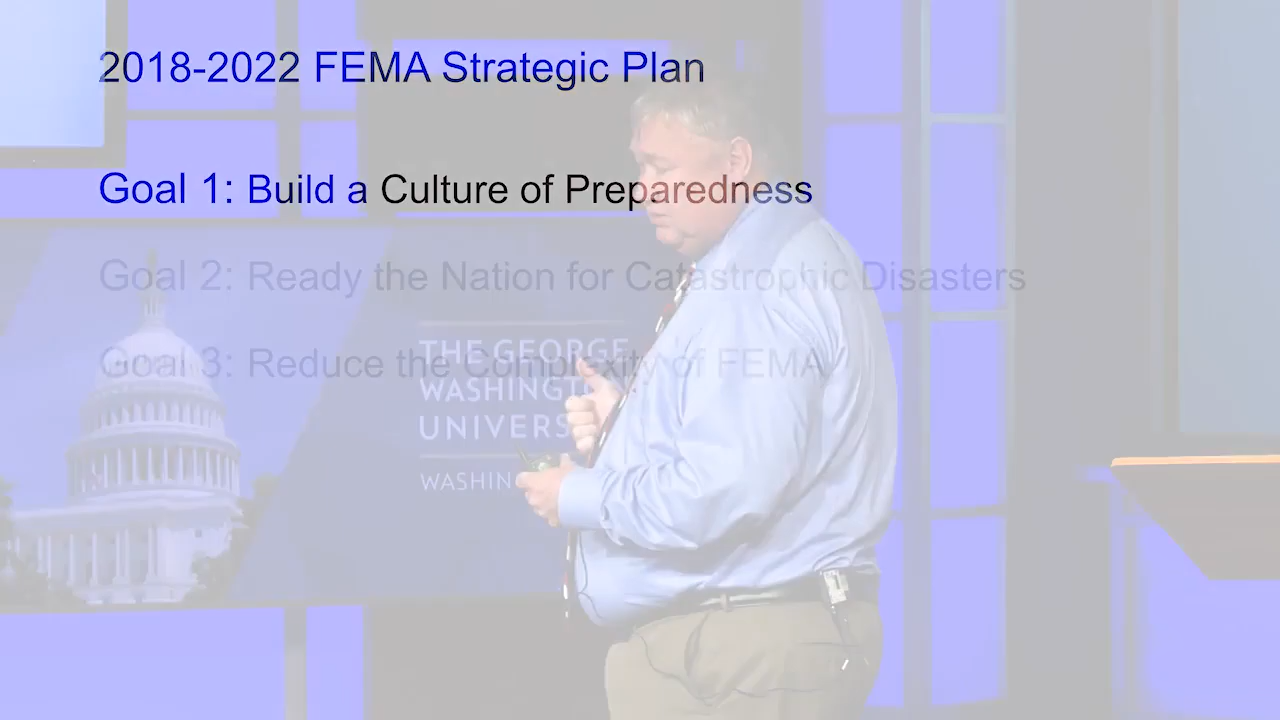 2018-2022 FEMA Strategic Plan
Goal 1: Build a Culture of Preparedness
Goal 2: Ready the Nation for Catastrophic Disasters
Goal 3: Reduce the Complexity of FEMA
THE GEORGE
WASHINGT
UNIVERS
WASHIN